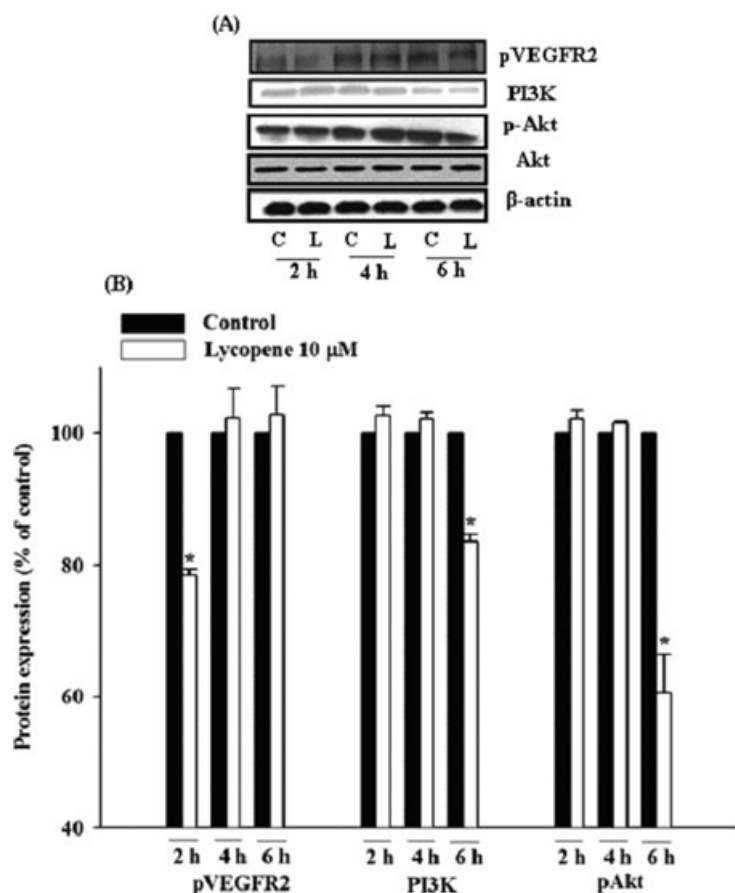 (A)
pVEGFR2
PI3K
p-Akt
Akt
β-actin
C L C L C L
2 h 4 h 6 h
(B)
Control
Lycopene 10 μM
Protein expression (% of control)
100
80
60
40
* * *
2 h 4 h 6 h 2 h 4 h 6 h 2 h 4 h 6 h
pVEGFR2 PI3K pAkt